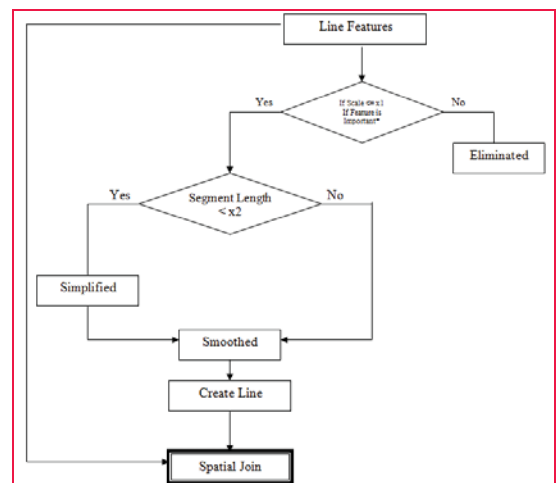 Line Features
If Scale <= x1
If Feature is
Important*
Yes
No
Eliminated
Segment Length
< x2
Yes
No
Simplified
Smoothed
Create Line
Spatial Join